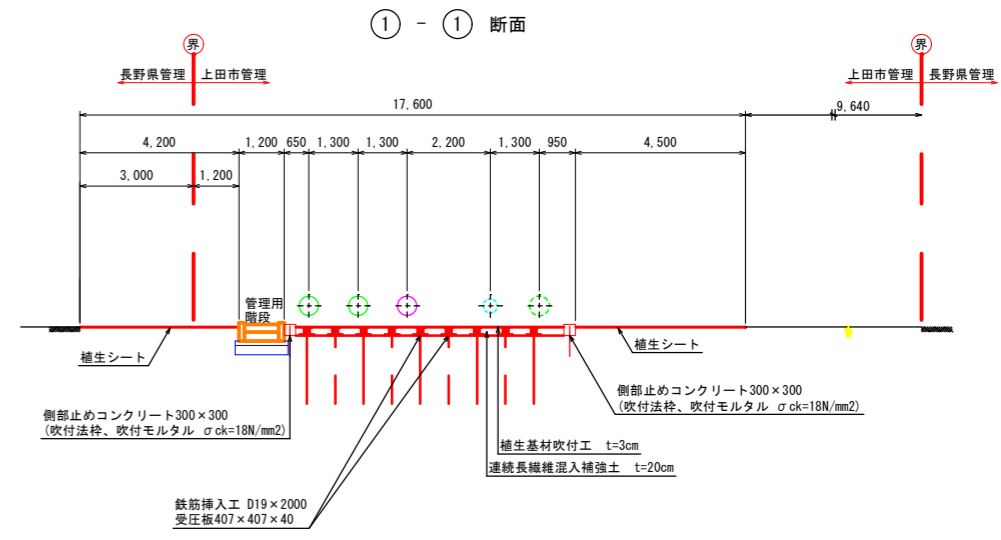 ① - ① 断面
界
界
長野県管理 上田市管理
上田市管理 長野県管理
17,600
9,640
4,200 1,200 650 1,300 1,300 2,200 1,300 950 4,500
3,000 1,200
管理用
階段
植生シート
植生シート
側部止めコンクリート300×300
(吹付法枠、吹付モルタル σck=18N/mm2)
側部止めコンクリート300×300
(吹付法枠、吹付モルタル σck=18N/mm2)
植生基材吹付工 t=3cm
連続長繊維混入補強土 t=20cm
鉄筋挿入工 D19×2000
受圧板407×407×40